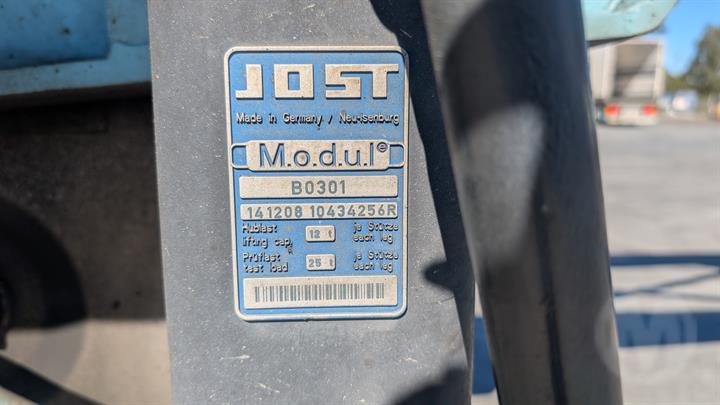 JOST
Made in Germany / Neu-Isenburg
M.o.d.u.l®
B0301
141208 10434256R
Hublast 12 t je Stütze
lifting cap. each leg
Prüflast 25 t je Stütze
test load each leg